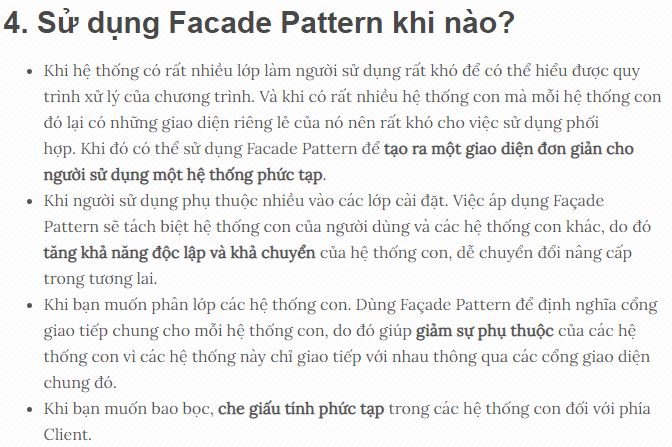 4. Sử dụng Facade Pattern khi nào?
• Khi hệ thống có rất nhiều lớp làm người sử dụng rất khó để có thể hiểu được quy
trình xử lý của chương trình. Và khi có rất nhiều hệ thống con mà mỗi hệ thống con
đó lại có những giao diện riêng lẻ của nó nên rất khó cho việc sử dụng phối
hợp. Khi đó có thể sử dụng Facade Pattern để tạo ra một giao diện đơn giản cho
người sử dụng một hệ thống phức tạp.
• Khi người sử dụng phụ thuộc nhiều vào các lớp cài đặt. Việc áp dụng Façade
Pattern sẽ tách biệt hệ thống con của người dùng và các hệ thống con khác, do đó
tăng khả năng độc lập và khả chuyển của hệ thống con, dễ chuyển đổi nâng cấp
trong tương lai.
• Khi bạn muốn phân lớp các hệ thống con. Dùng Façade Pattern để định nghĩa cổng
giao tiếp chung cho mỗi hệ thống con, do đó giúp giảm sự phụ thuộc của các hệ
thống con vì các hệ thống này chỉ giao tiếp với nhau thông qua các cổng giao diện
chung đó.
• Khi bạn muốn bao bọc, che giấu tính phức tạp trong các hệ thống con đối với phía
Client.